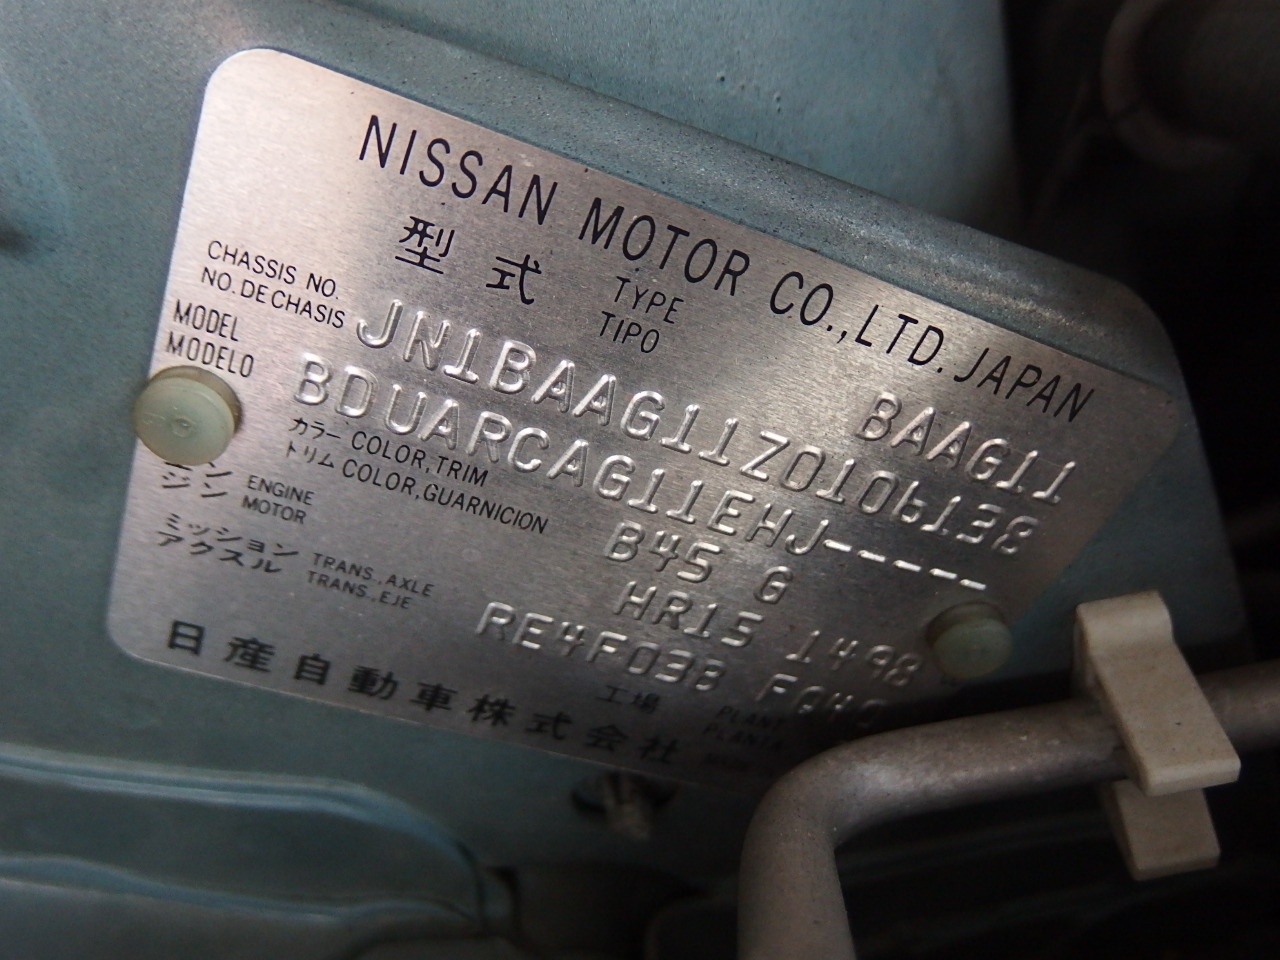 NISSAN MOTOR CO., LTD. JAPAN
型式 TYPE TIPO BAAG11
CHASSIS NO. NO. DE CHASIS JN1BAAG11Z0106138
MODEL MODELO BDUARCAG11EHJ-----
カラー トリム COLOR, TRIM COLOR, GUARNICION B45 G
ジン ENGINE MOTOR HR15 1498
ミッション アクスル TRANS., AXLE TRANS., EJE RE4F03B FQ40
工場 PLANT PLANTA
日産自動車株式会社